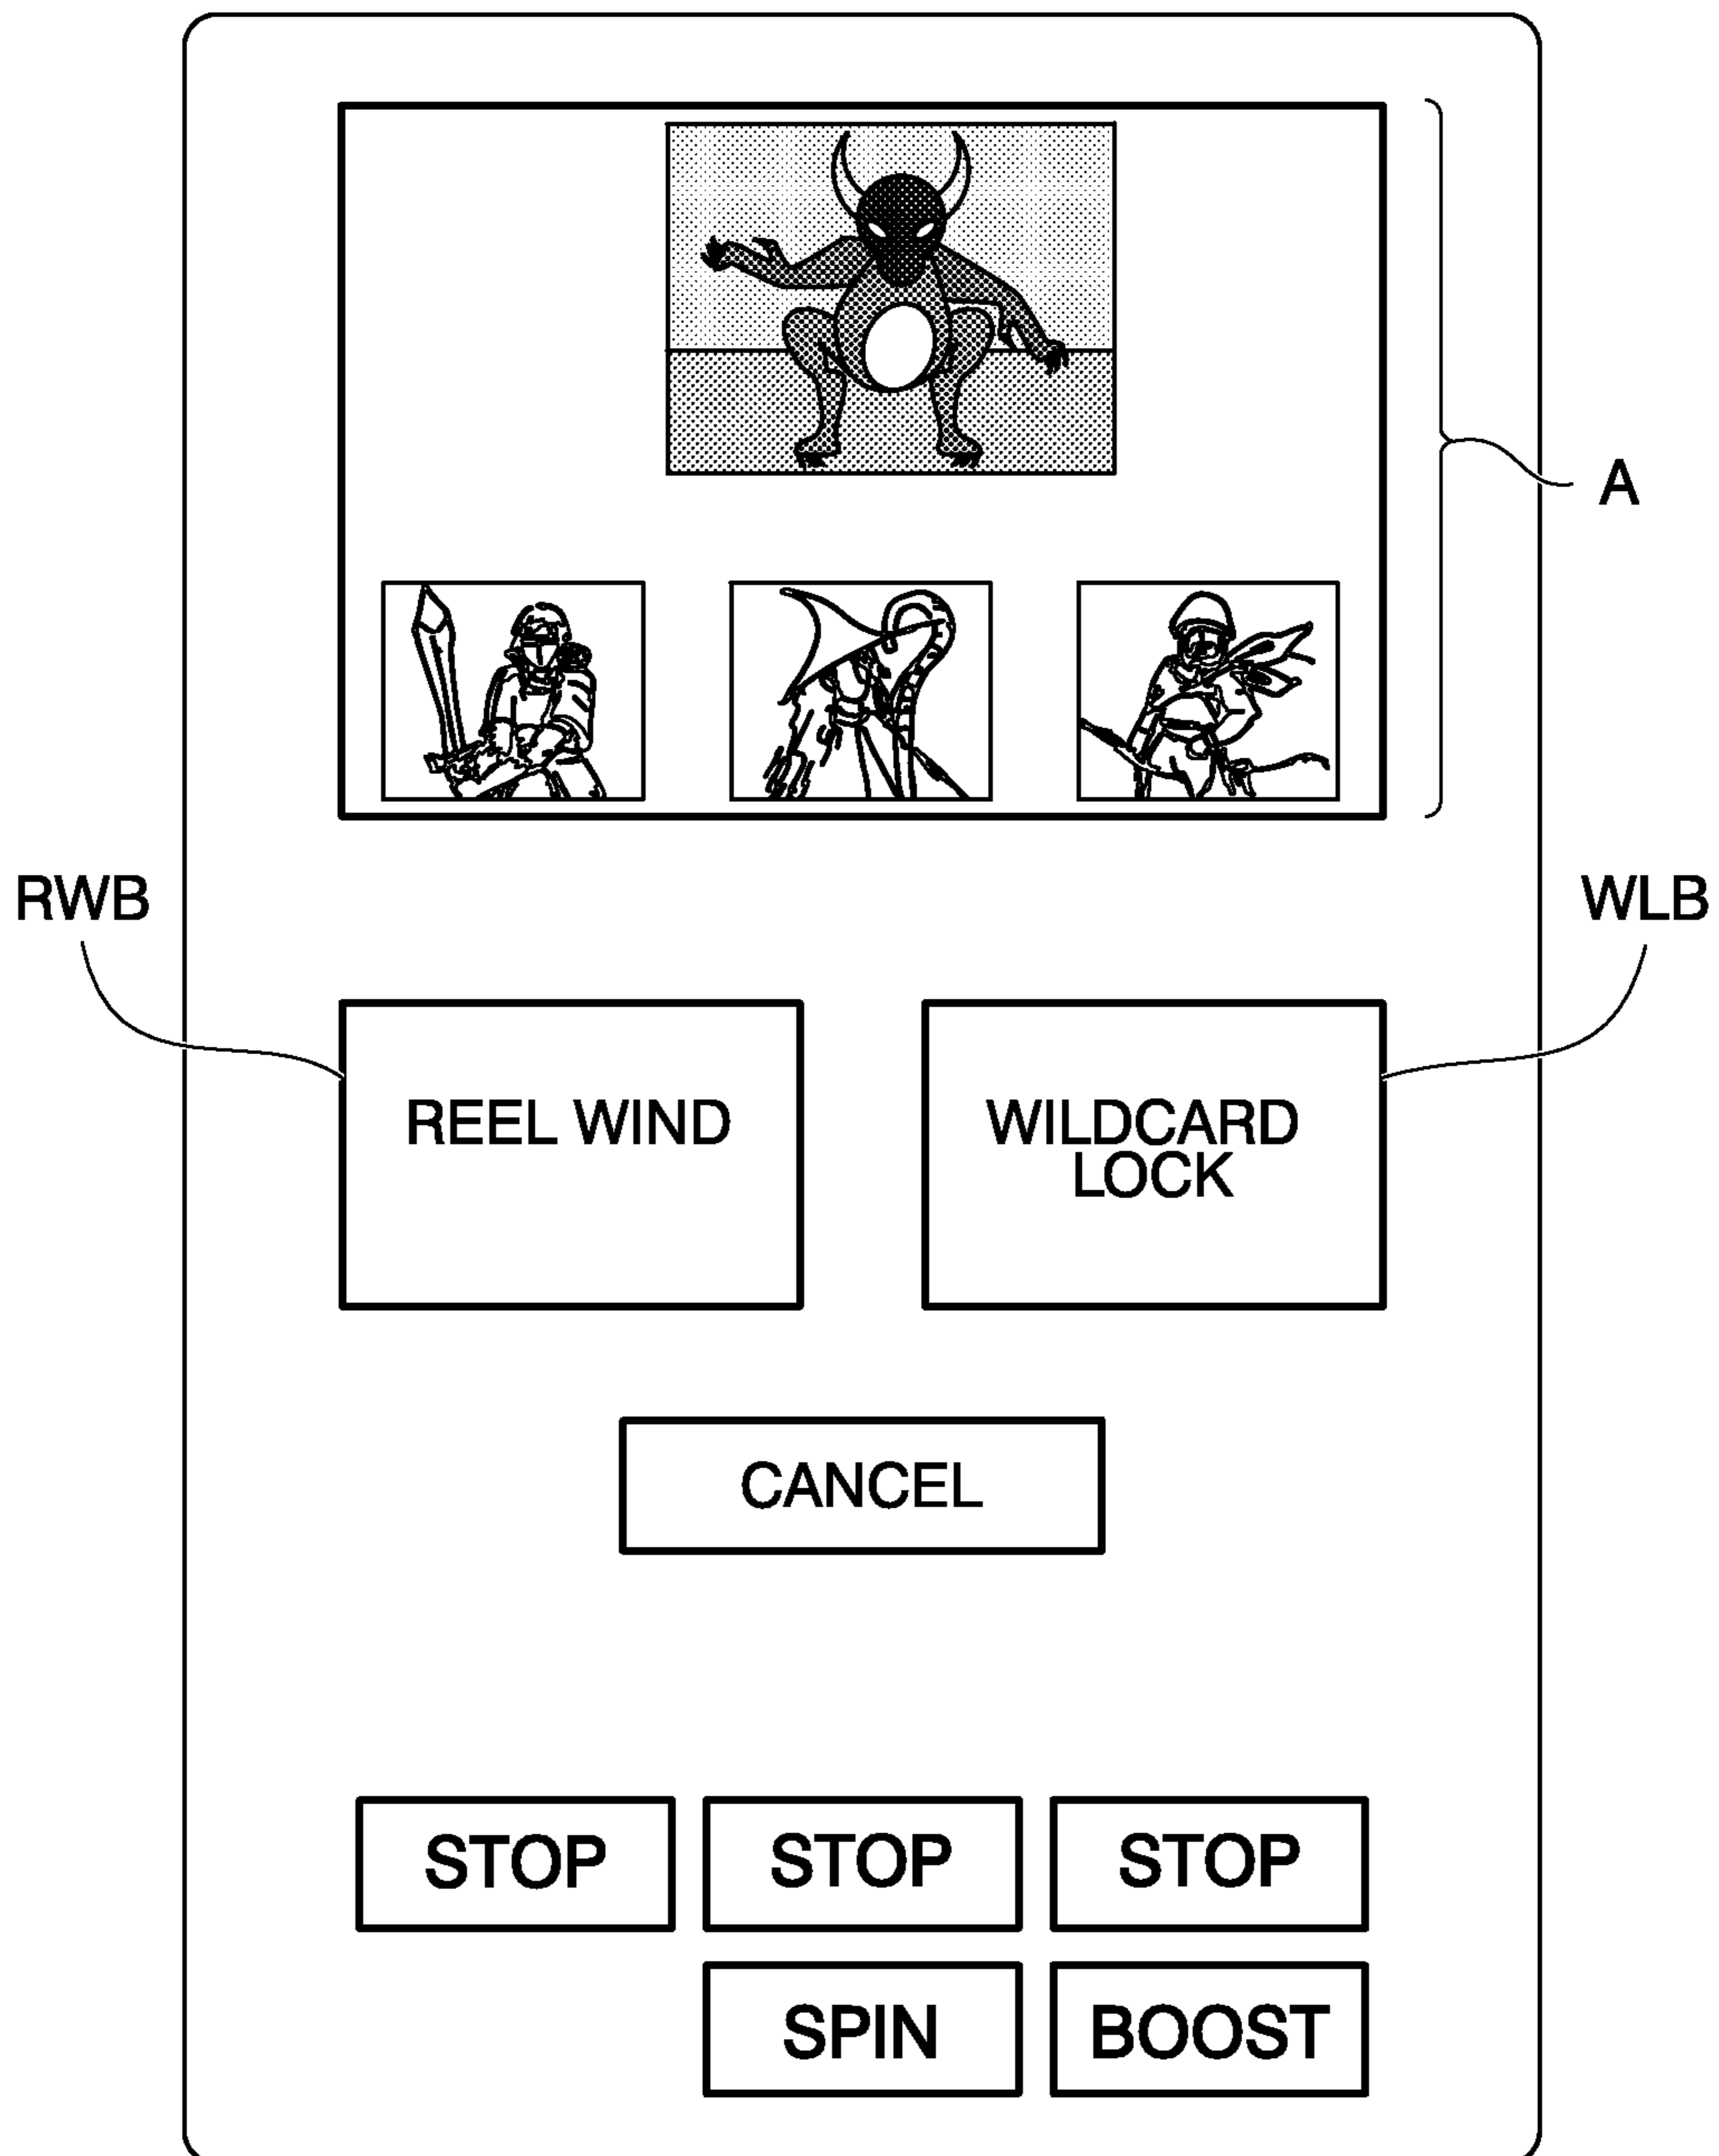 A
RWB
WLB
REEL WIND
WILDCARD
LOCK
CANCEL
STOP
STOP
STOP
SPIN
BOOST